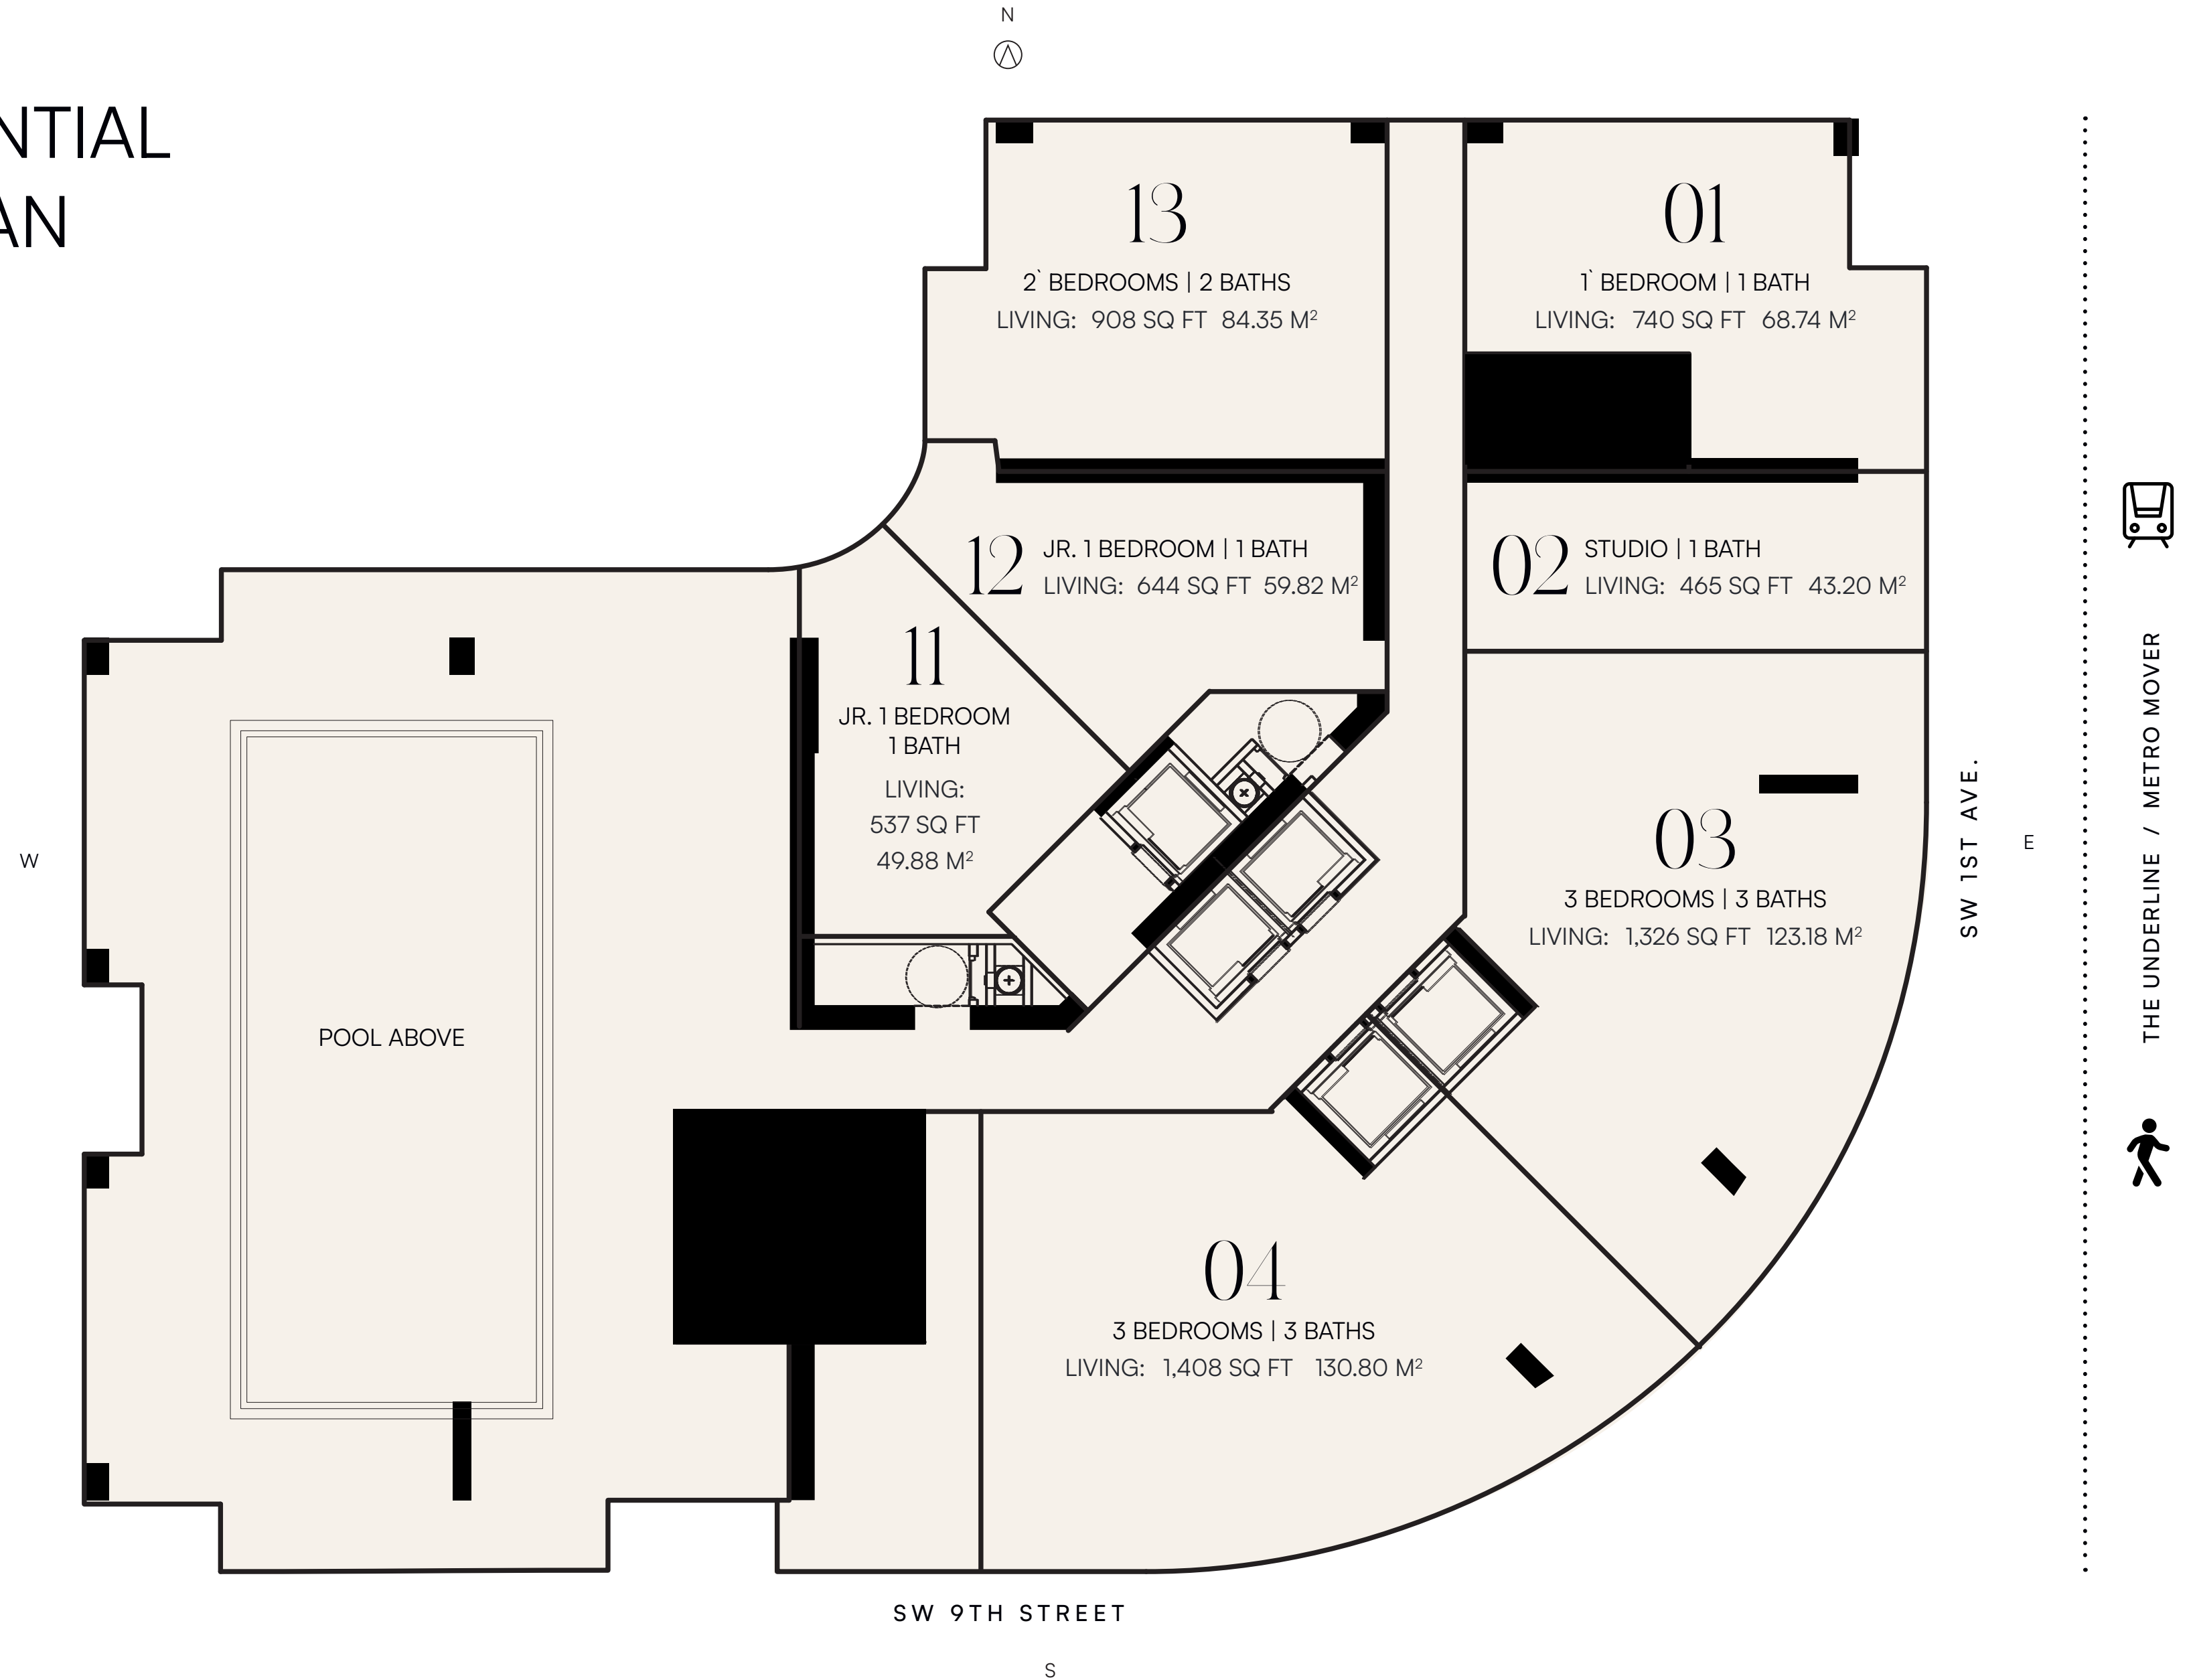 N
NTIAL
AN
13
2` BEDROOMS | 2 BATHS
LIVING: 908 SQ FT 84.35 M²
01
1` BEDROOM | 1 BATH
LIVING: 740 SQ FT 68.74 M²
12
JR. 1 BEDROOM | 1 BATH
LIVING: 644 SQ FT 59.82 M²
02
STUDIO | 1 BATH
LIVING: 465 SQ FT 43.20 M²
11
JR. 1 BEDROOM
1 BATH
LIVING:
537 SQ FT
49.88 M²
03
3 BEDROOMS | 3 BATHS
LIVING: 1,326 SQ FT 123.18 M²
W
E
SW 1ST AVE.
THE UNDERLINE / METRO MOVER
POOL ABOVE
04
3 BEDROOMS | 3 BATHS
LIVING: 1,408 SQ FT 130.80 M²
SW 9TH STREET
S